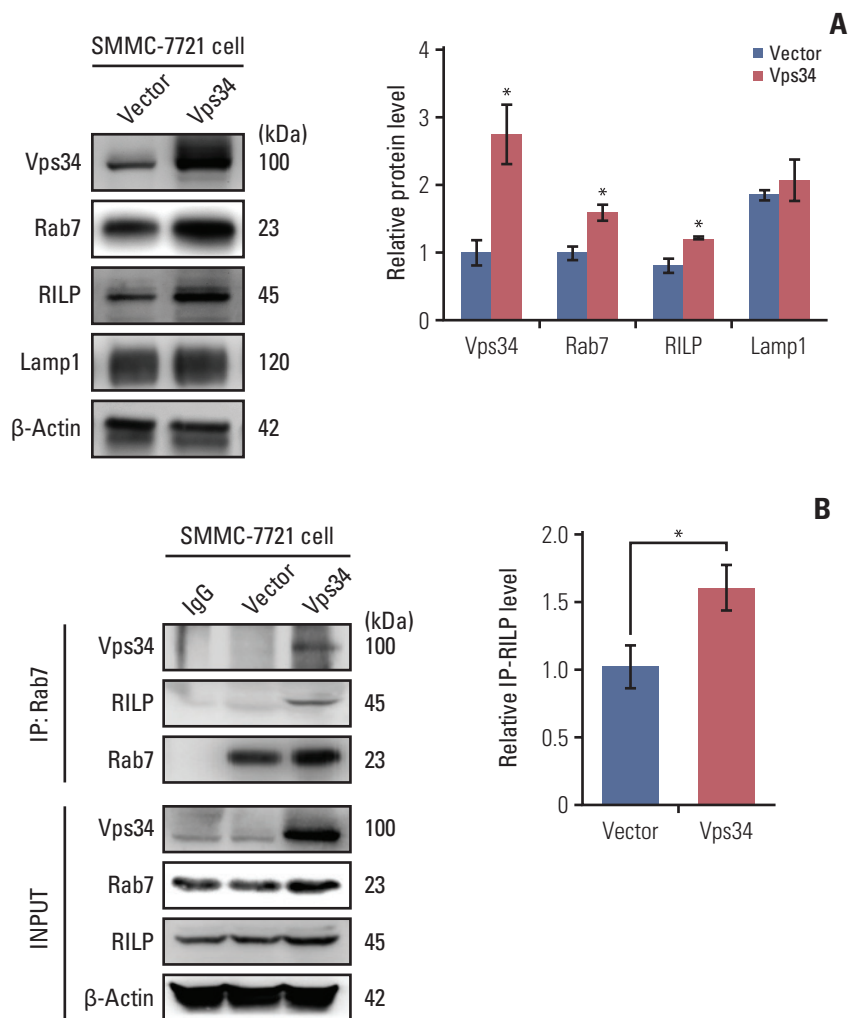 A
SMMC-7721 cell
Vector Vps34
(kDa)
Vps34 100
Rab7 23
RILP 45
Lamp1 120
β-Actin 42
Relative protein level
4
3
2
1
0
Vector
Vps34
* * *
Vps34 Rab7 RILP Lamp1
B
SMMC-7721 cell
IgG Vector Vps34
(kDa)
IP: Rab7
Vps34 100
RILP 45
Rab7 23
INPUT
Vps34 100
Rab7 23
RILP 45
β-Actin 42
Relative IP-RILP level
2.0
1.5
1.0
0.5
0
*
Vector Vps34